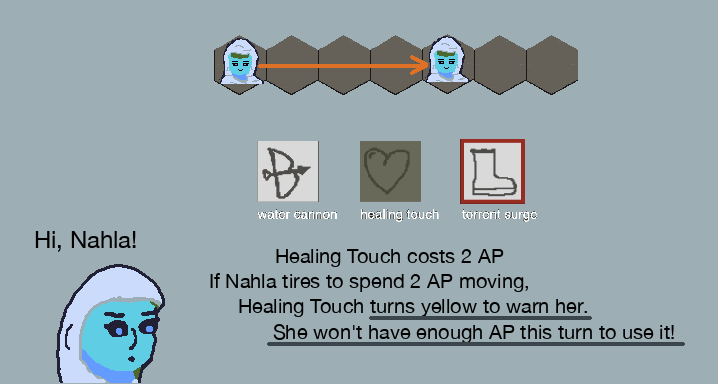 water cannon healing touch torrent surge
Hi, Nahla!
Healing Touch costs 2 AP
If Nahla tires to spend 2 AP moving,
Healing Touch turns yellow to warn her.
She won't have enough AP this turn to use it!